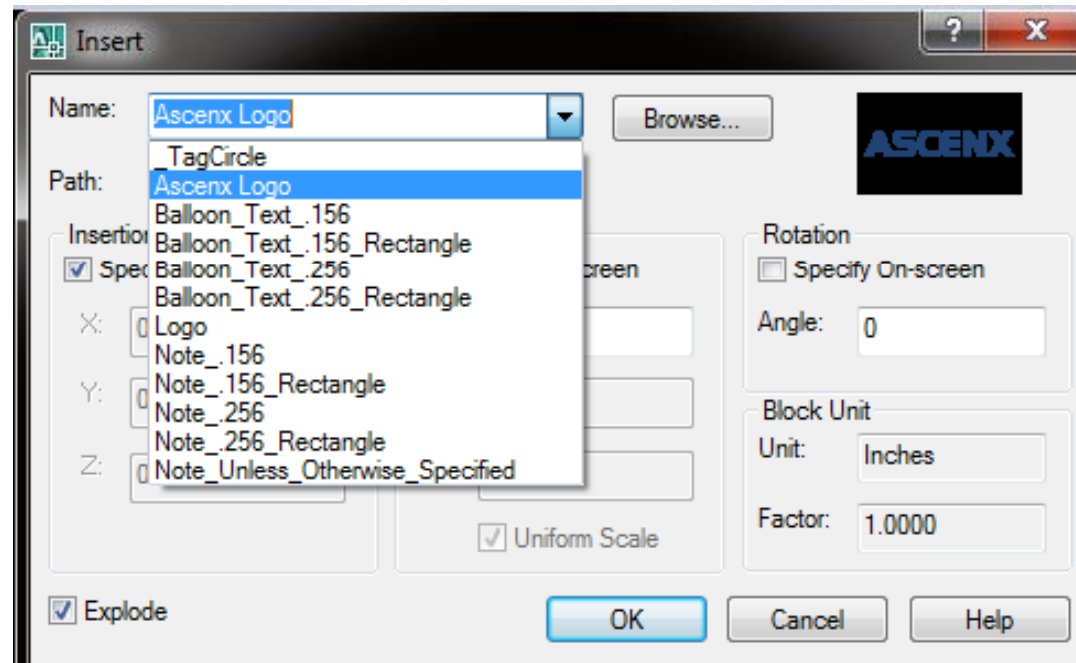 Insert
?
x
Name:
Ascenx Logo
Browse...
ASCENX
_TagCircle
Path:
Ascenx Logo
Balloon_Text_.156
Balloon_Text_.156_Rectangle
Balloon_Text_.256
Balloon_Text_.256_Rectangle
Logo
Note_.156
Note_.156_Rectangle
Note_.256
Note_.256_Rectangle
Note_Unless_Otherwise_Specified
X:
Y:
Z:
Uniform Scale
Rotation
Specify On-screen
Angle: 0
Block Unit
Unit: Inches
Factor: 1.0000
Explode
OK
Cancel
Help